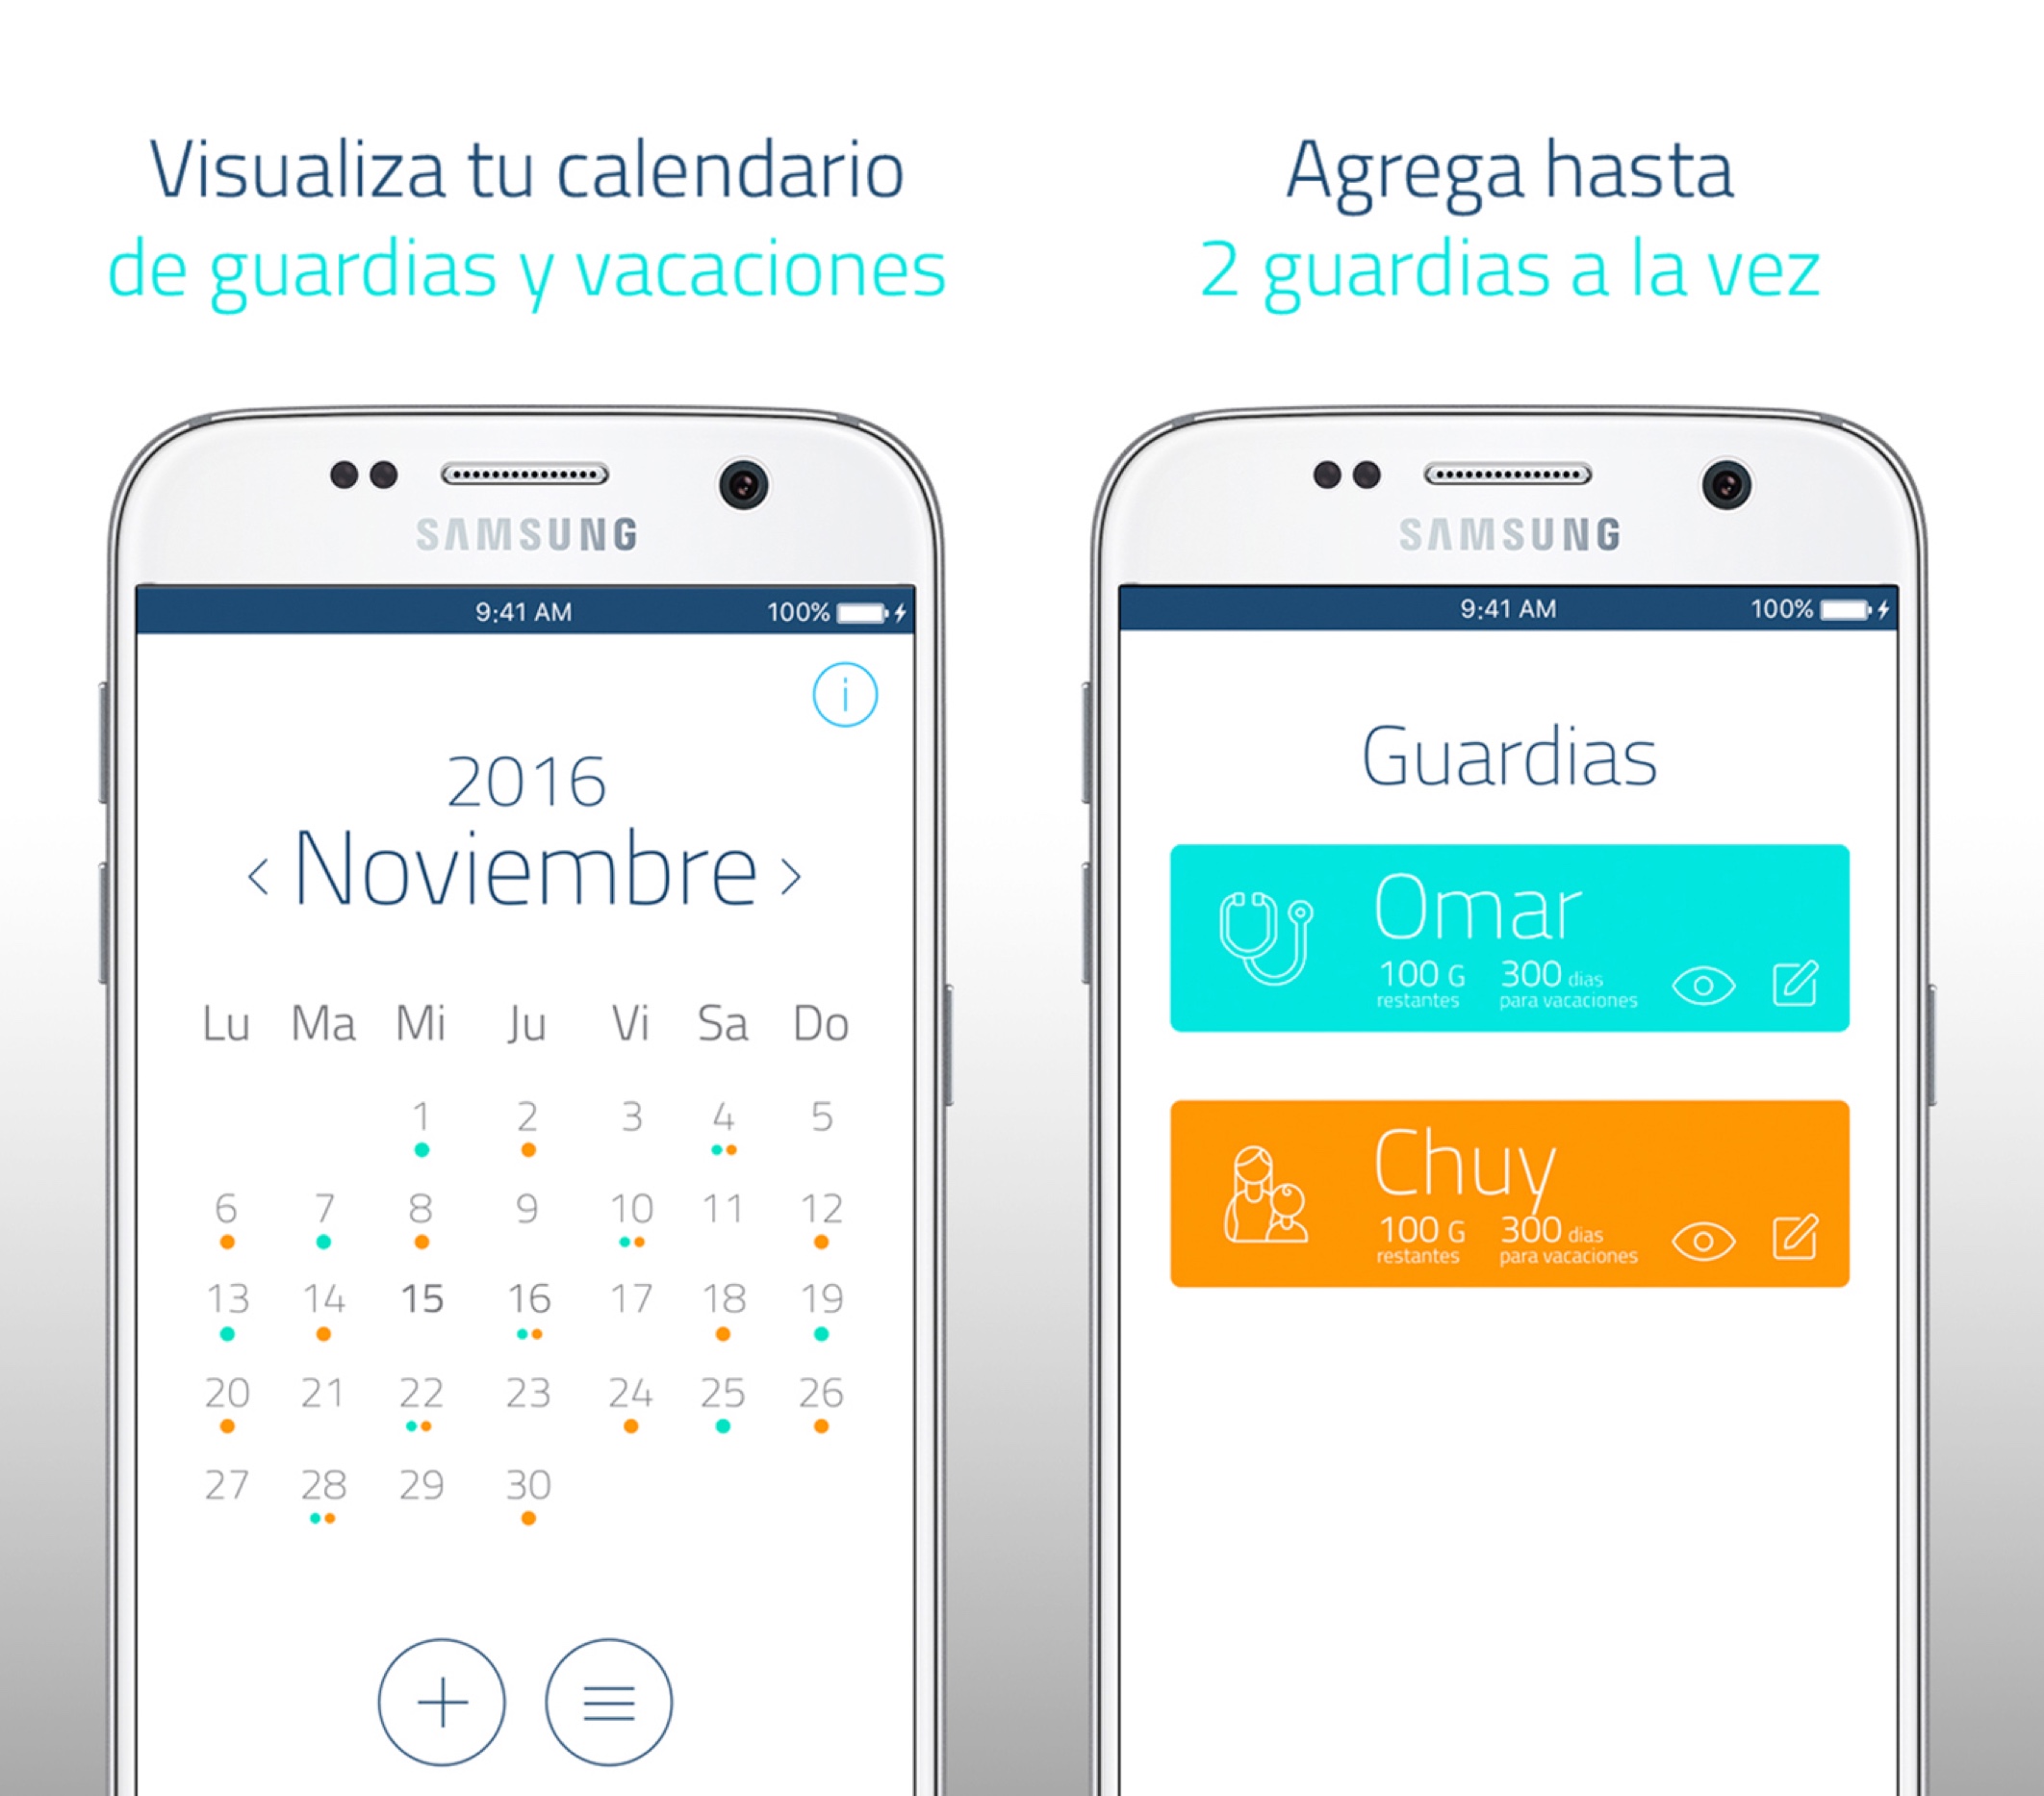 Visualiza tu calendario
de guardias y vacaciones
SAMSUNG
9:41 AM 100%
i
2016
< Noviembre >
Lu Ma Mi Ju Vi Sa Do
1 2 3 4 5
6 7 8 9 10 11 12
13 14 15 16 17 18 19
20 21 22 23 24 25 26
27 28 29 30
Agrega hasta
2 guardias a la vez
SAMSUNG
9:41 AM 100%
Guardias
Omar
100 G 300 dias
restantes para vacaciones
Chuy
100 G 300 dias
restantes para vacaciones